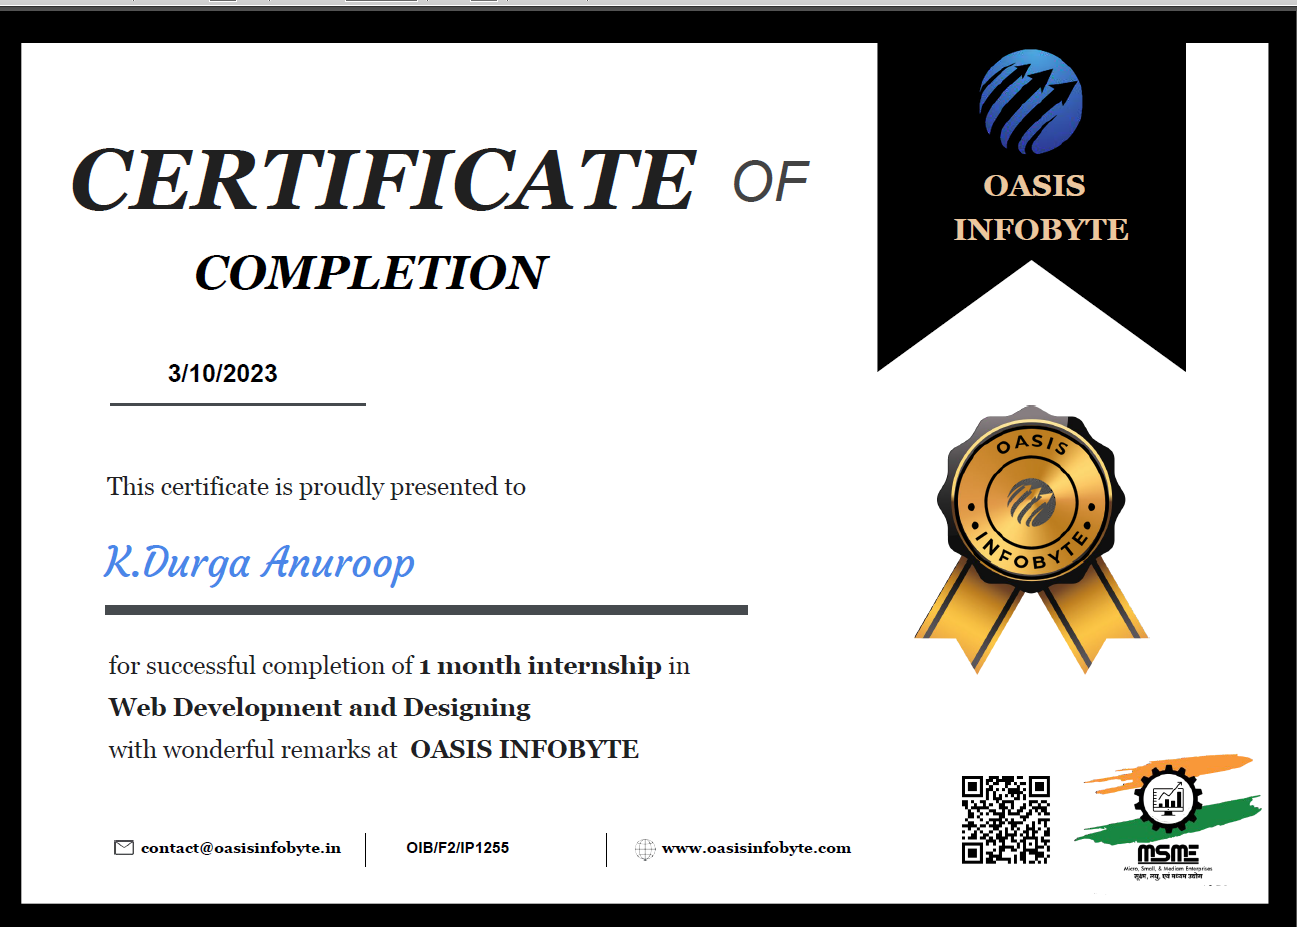 CERTIFICATE OF
COMPLETION
OASIS
INFOBYTE
3/10/2023
This certificate is proudly presented to
K.Durga Anuroop
for successful completion of 1 month internship in
Web Development and Designing
with wonderful remarks at OASIS INFOBYTE
OASIS
INFOBYTE
contact@oasisinfobyte.in
OIB/F2/IP1255
www.oasisinfobyte.com
MSME
Micro, Small, & Mediam Enterprises
सूक्ष्म, लघु, एवं मध्यम उद्योग